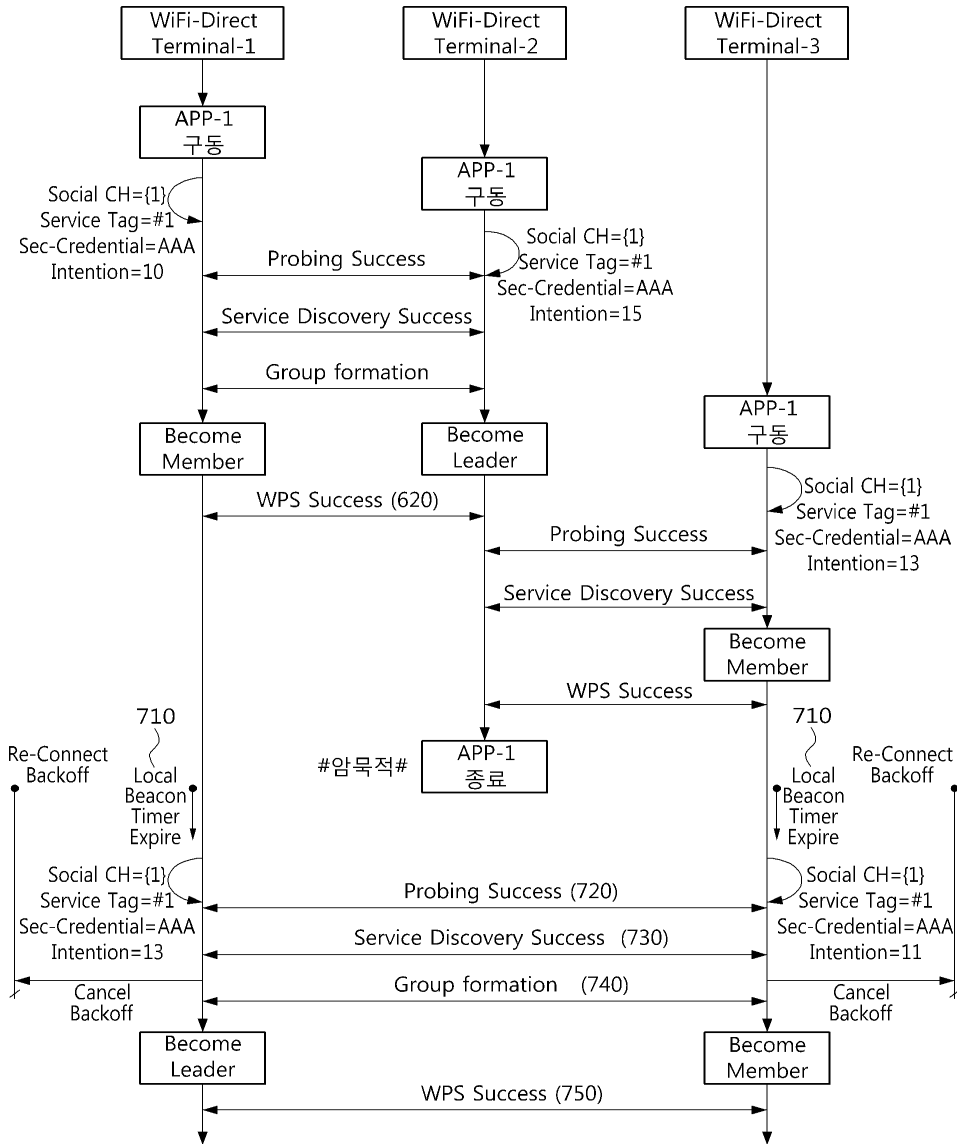 WiFi-Direct
Terminal-1
WiFi-Direct
Terminal-2
WiFi-Direct
Terminal-3
APP-1
구동
APP-1
구동
Social CH={1}
Service Tag=#1
Sec-Credential=AAA
Intention=10
Social CH={1}
Service Tag=#1
Sec-Credential=AAA
Intention=15
Probing Success
Service Discovery Success
Group formation
APP-1
구동
Become
Member
Become
Leader
Social CH={1}
Service Tag=#1
Sec-Credential=AAA
Intention=13
WPS Success (620)
Probing Success
Service Discovery Success
Become
Member
WPS Success
710
710
Re-Connect
Backoff
Local
Beacon
Timer
Expire
#암묵적#
APP-1
종료
Local
Beacon
Timer
Expire
Re-Connect
Backoff
Social CH={1}
Service Tag=#1
Sec-Credential=AAA
Intention=13
Probing Success (720)
Service Discovery Success (730)
Group formation (740)
Social CH={1}
Service Tag=#1
Sec-Credential=AAA
Intention=11
Cancel
Backoff
Cancel
Backoff
Become
Leader
Become
Member
WPS Success (750)